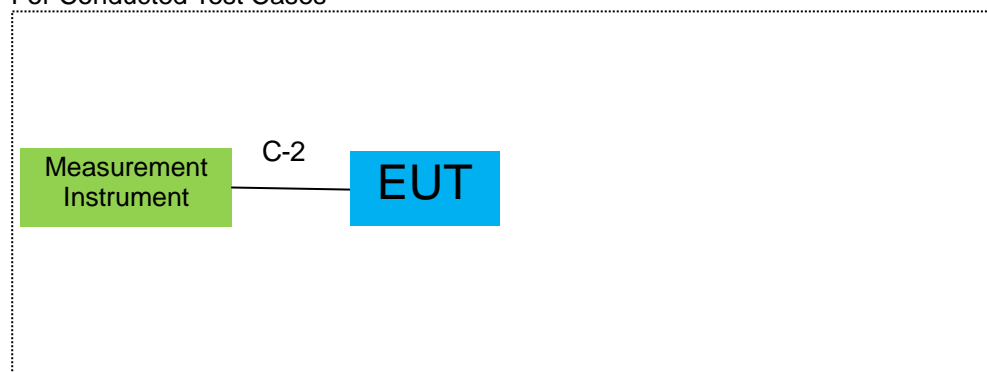 For Conducted Test Cases
Measurement
Instrument
C-2
EUT